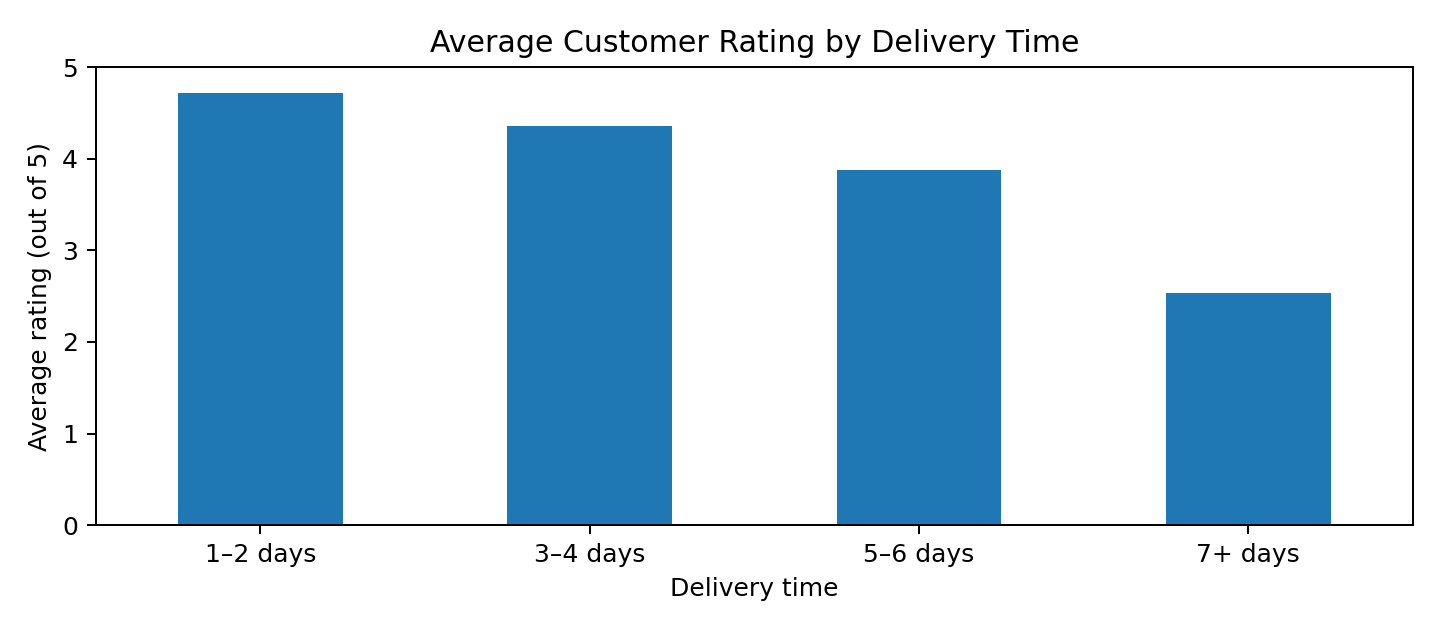 Average Customer Rating by Delivery Time
Average rating (out of 5)
5
4
3
2
1
0
1–2 days
3–4 days
5–6 days
7+ days
Delivery time